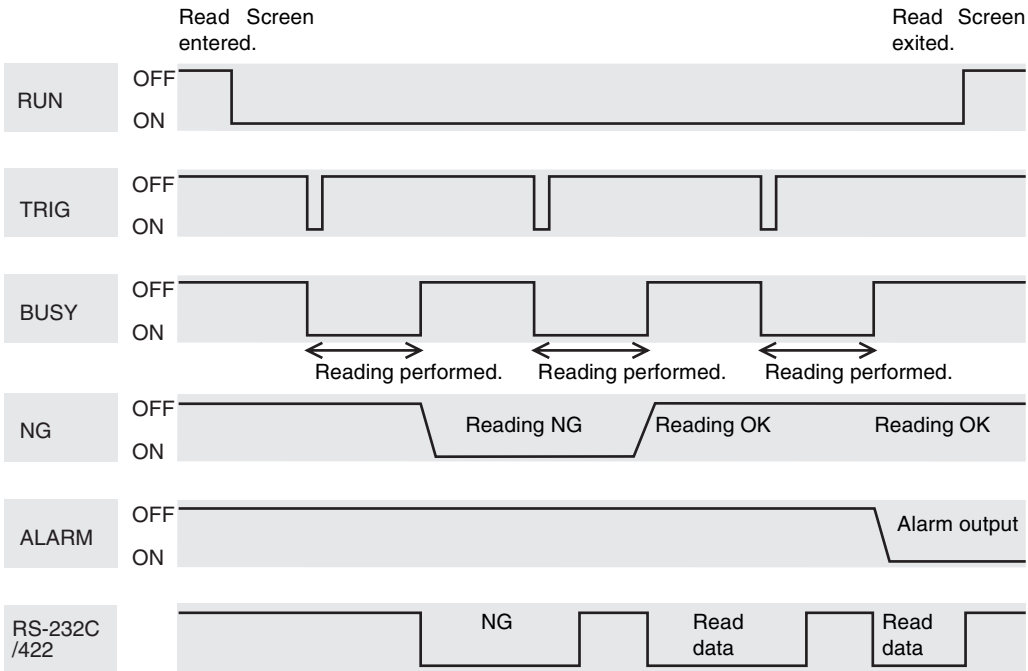 Read Screen entered.
Read Screen exited.
RUN
OFF
ON
TRIG
OFF
ON
BUSY
OFF
ON
Reading performed. Reading performed. Reading performed.
NG
OFF
ON
Reading NG Reading OK Reading OK
ALARM
OFF
ON
Alarm output
RS-232C
/422
NG
Read
data
Read
data